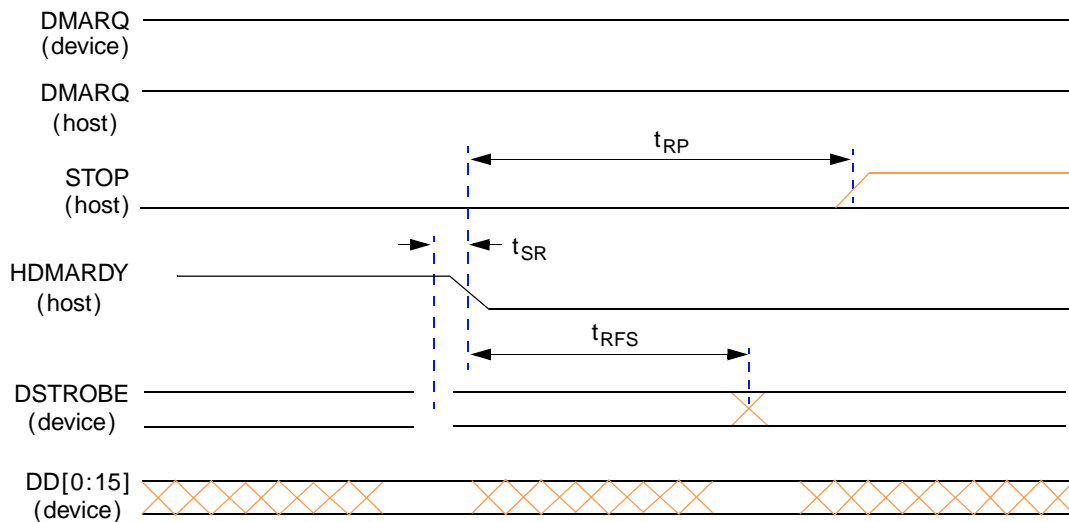 DMARQ
(device)
DMARQ
(host)
tRP
STOP
(host)
tSR
HDMARDY
(host)
tRFS
DSTROBE
(device)
DD[0:15]
(device)